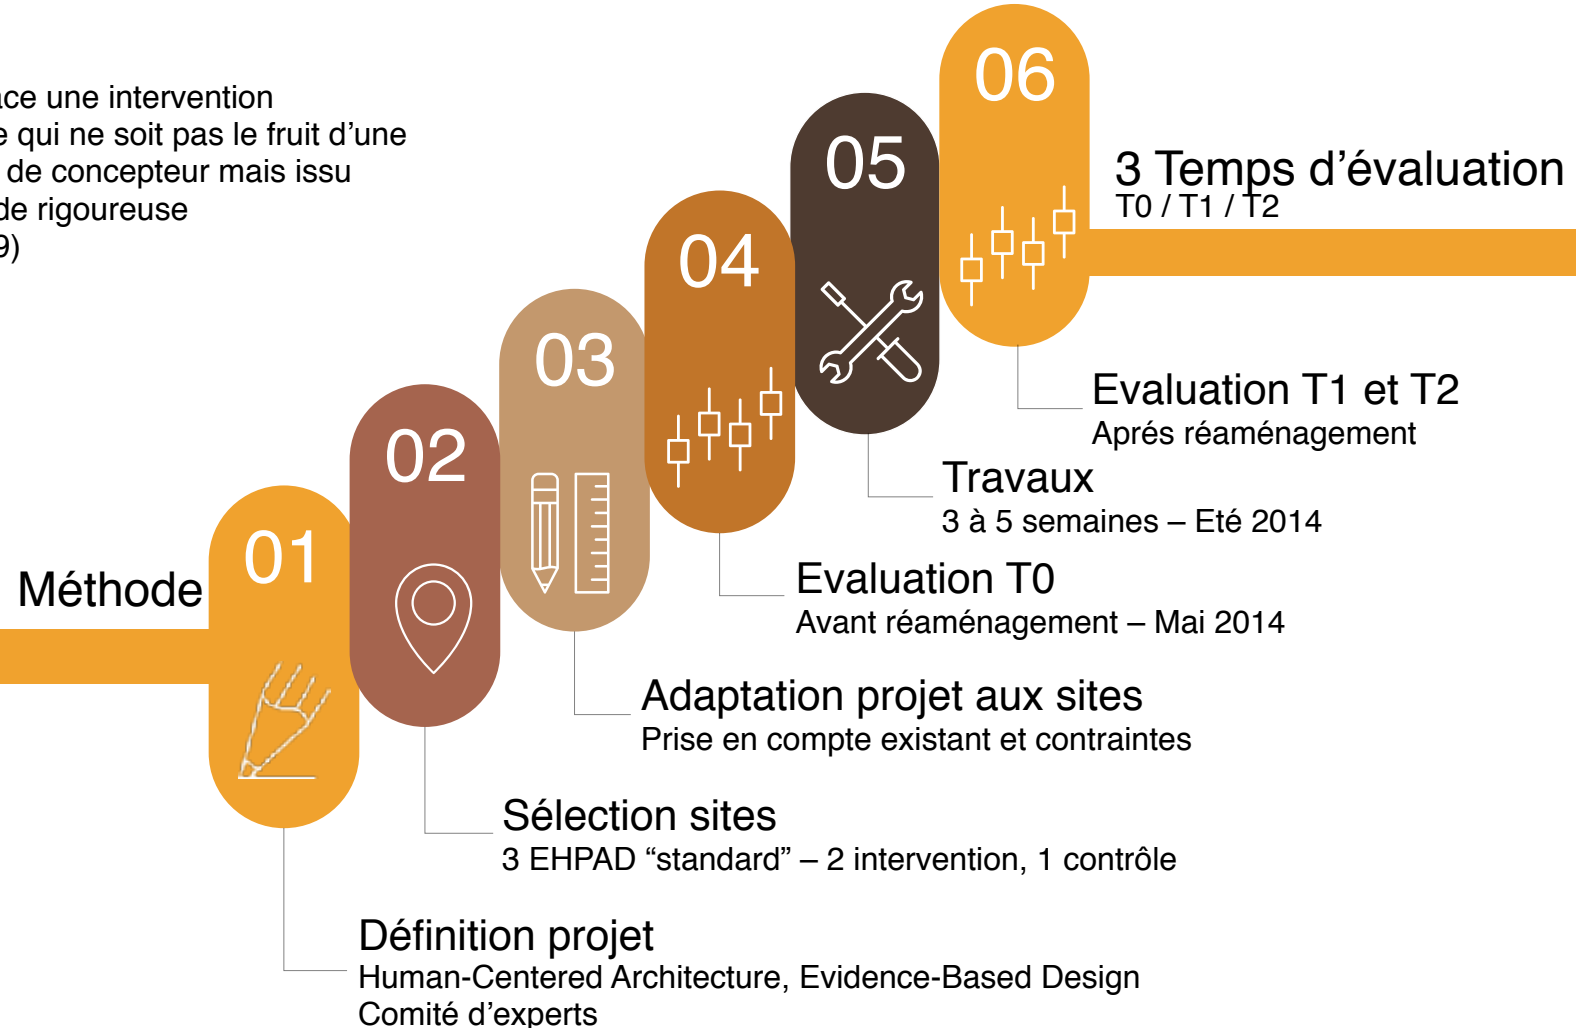 ace une intervention
e qui ne soit pas le fruit d’une
de concepteur mais issu
de rigoureuse
9)
06
3 Temps d’évaluation
T0 / T1 / T2
05
04
03
02
01
Méthode
Evaluation T1 et T2
Aprés réaménagement
Travaux
3 à 5 semaines – Eté 2014
Evaluation T0
Avant réaménagement – Mai 2014
Adaptation projet aux sites
Prise en compte existant et contraintes
Sélection sites
3 EHPAD “standard” – 2 intervention, 1 contrôle
Définition projet
Human-Centered Architecture, Evidence-Based Design
Comité d’experts